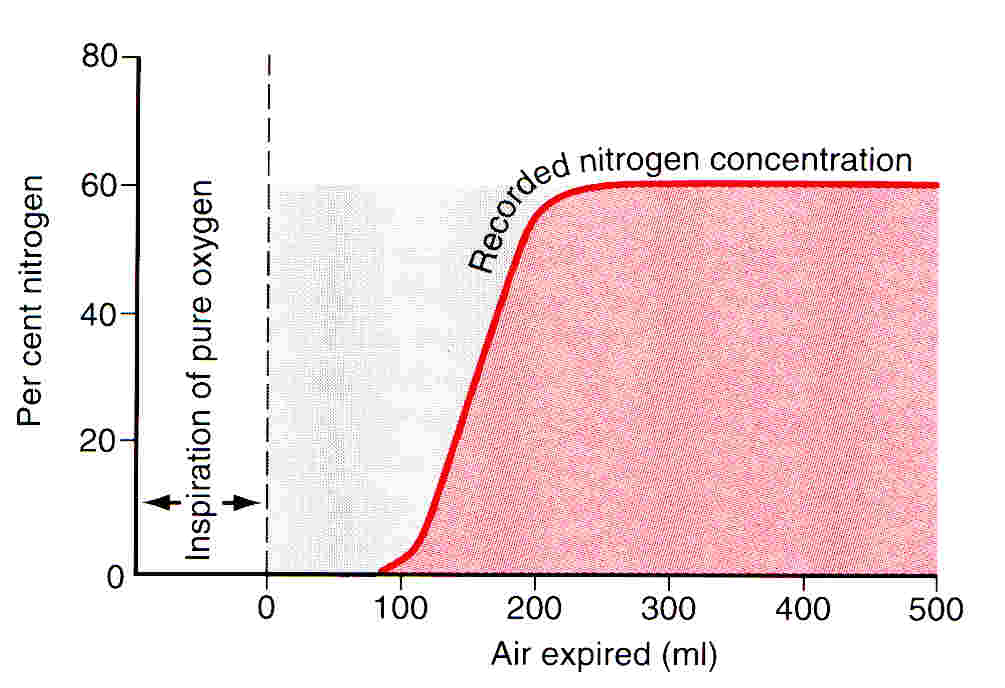 Per cent nitrogen
80
60
40
20
0
Inspiration of pure oxygen
Recorded nitrogen concentration
0 100 200 300 400 500
Air expired (ml)